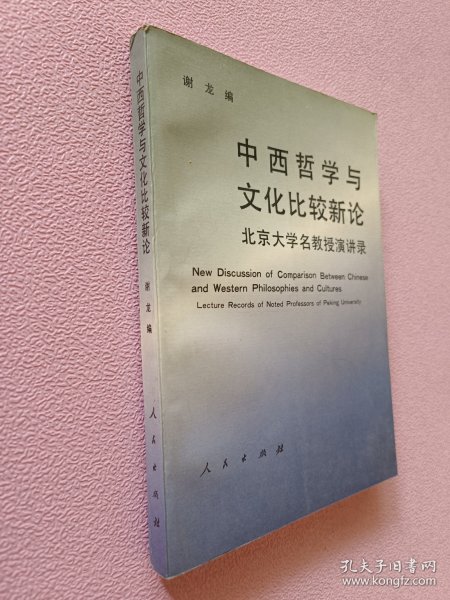 谢龙编
中西哲学与
文化比较新论
北京大学名教授演讲录
New Discussion of Comparison Between Chinese
and Western Philosophies and Cultures
Lecture Records of Noted Professors of Peking University
人民出版社
中西哲学与文化比较新论
谢龙编
人民出版社
孔夫子旧书网
www.kongfz.com